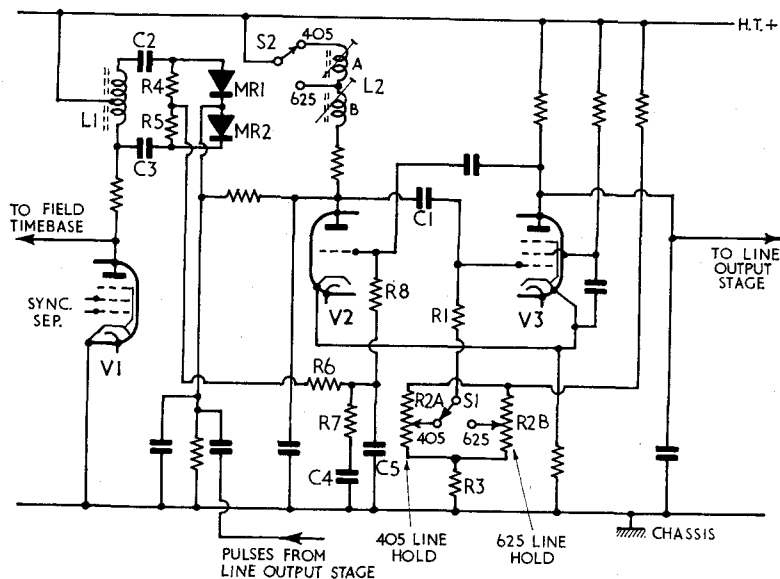 H.T.+
405
S2
C2
A
R4
MR1
L2
625
B
L1
R5
MR2
C3
C1
TO FIELD
TIMEBASE
TO LINE
OUTPUT
STAGE
R8
V2
R1
V3
SYNC.
SEP.
V1
R6
R2A
S1
R2B
405
625
R7
C4
C5
R3
405 LINE
HOLD
625 LINE
HOLD
CHASSIS
PULSES FROM
LINE OUTPUT STAGE